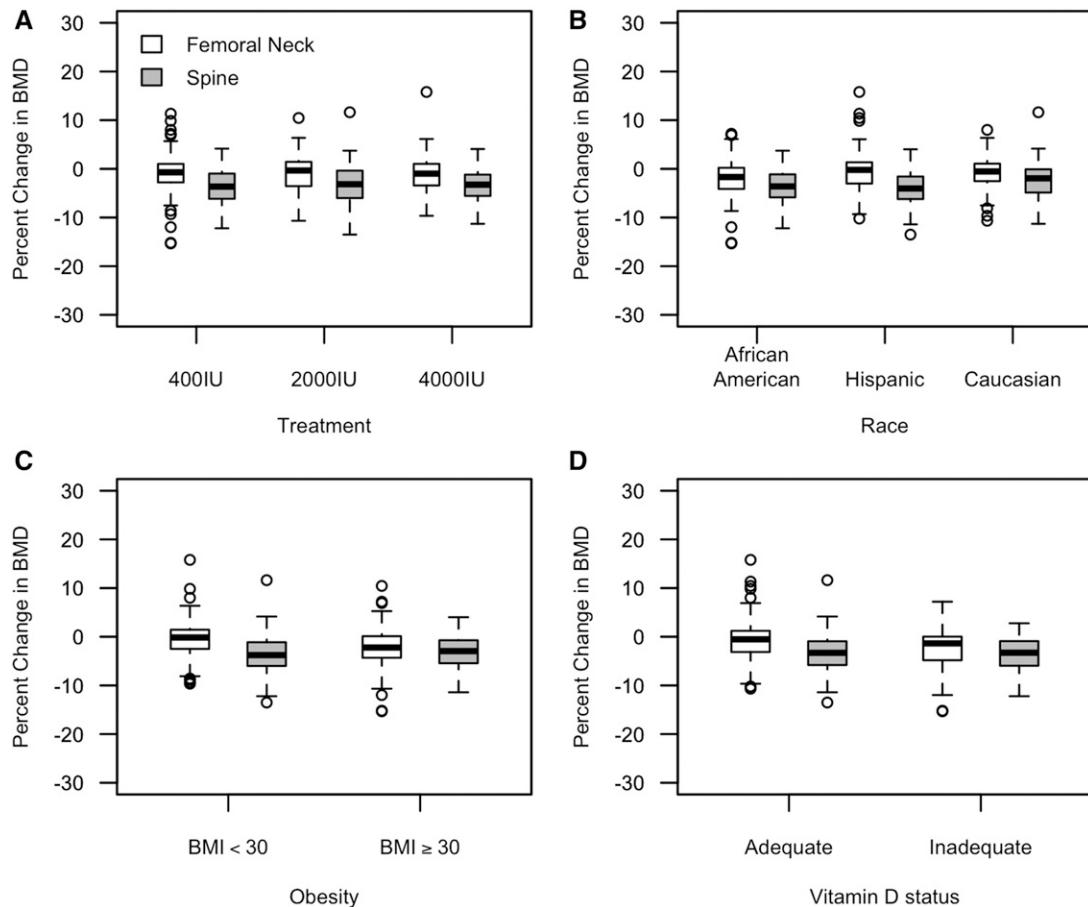 A
Percent Change in BMD
30
20
10
0
-10
-20
-30
Femoral Neck
Spine
400IU 2000IU 4000IU
Treatment
B
Percent Change in BMD
30
20
10
0
-10
-20
-30
African
American Hispanic Caucasian
Race
C
Percent Change in BMD
30
20
10
0
-10
-20
-30
BMI < 30 BMI ≥ 30
Obesity
D
Percent Change in BMD
30
20
10
0
-10
-20
-30
Adequate Inadequate
Vitamin D status